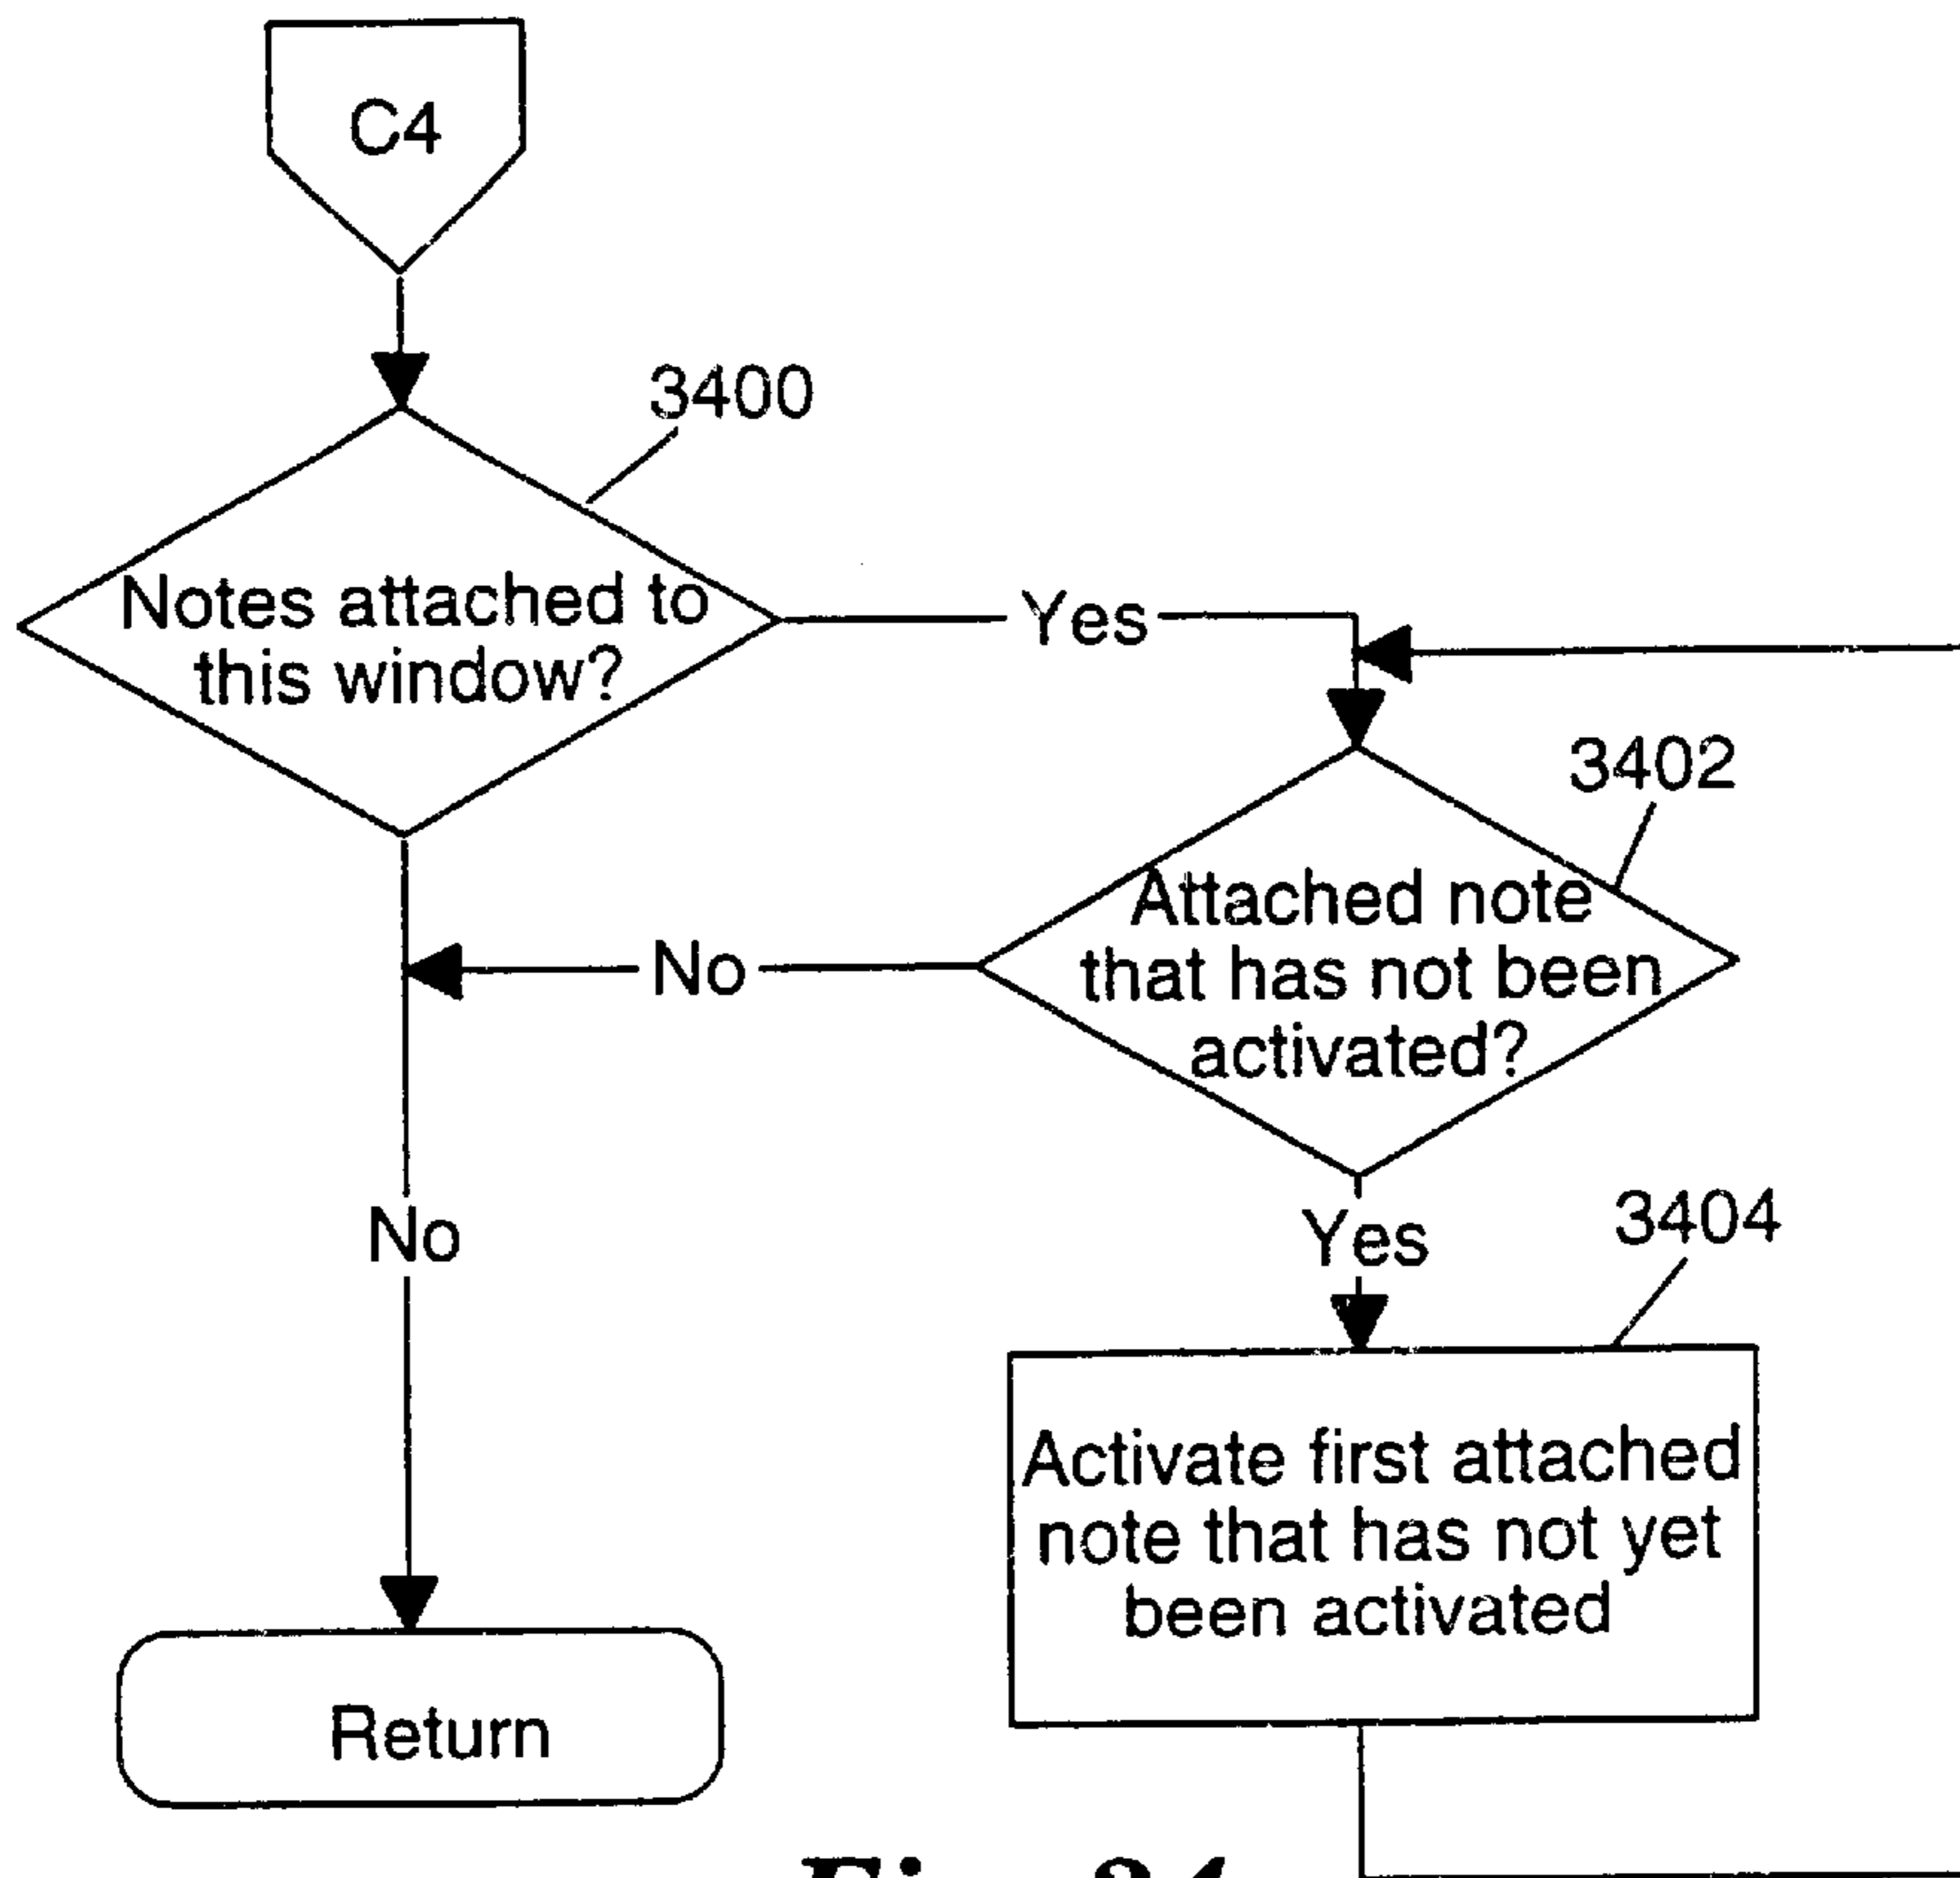 C4
3400
Notes attached to
this window?
Yes
3402
Attached note
that has not been
activated?
No
No
Yes
3404
Activate first attached
note that has not yet
been activated
Return